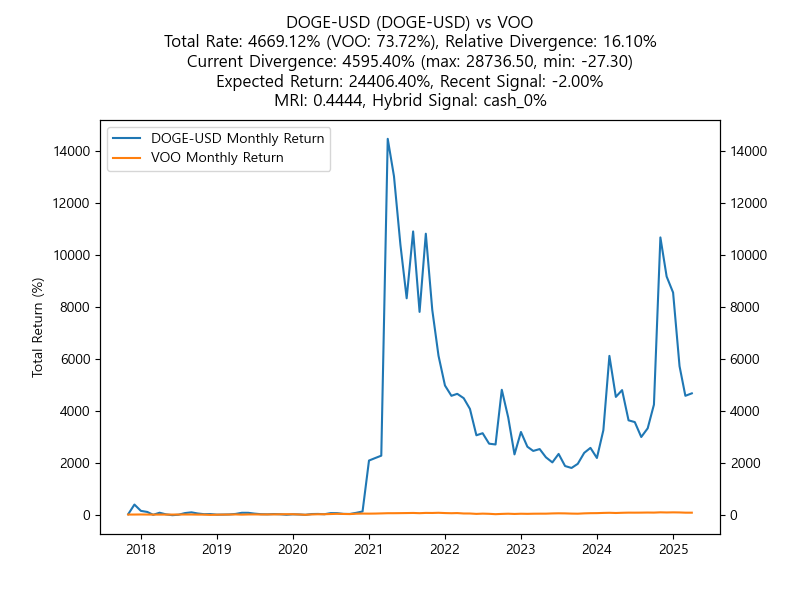 DOGE-USD (DOGE-USD) vs VOO
Total Rate: 4669.12% (VOO: 73.72%), Relative Divergence: 16.10%
Current Divergence: 4595.40% (max: 28736.50, min: -27.30)
Expected Return: 24406.40%, Recent Signal: -2.00%
MRI: 0.4444, Hybrid Signal: cash_0%
DOGE-USD Monthly Return
VOO Monthly Return
Total Return (%)
14000
12000
10000
8000
6000
4000
2000
0
14000
12000
10000
8000
6000
4000
2000
0
2018 2019 2020 2021 2022 2023 2024 2025